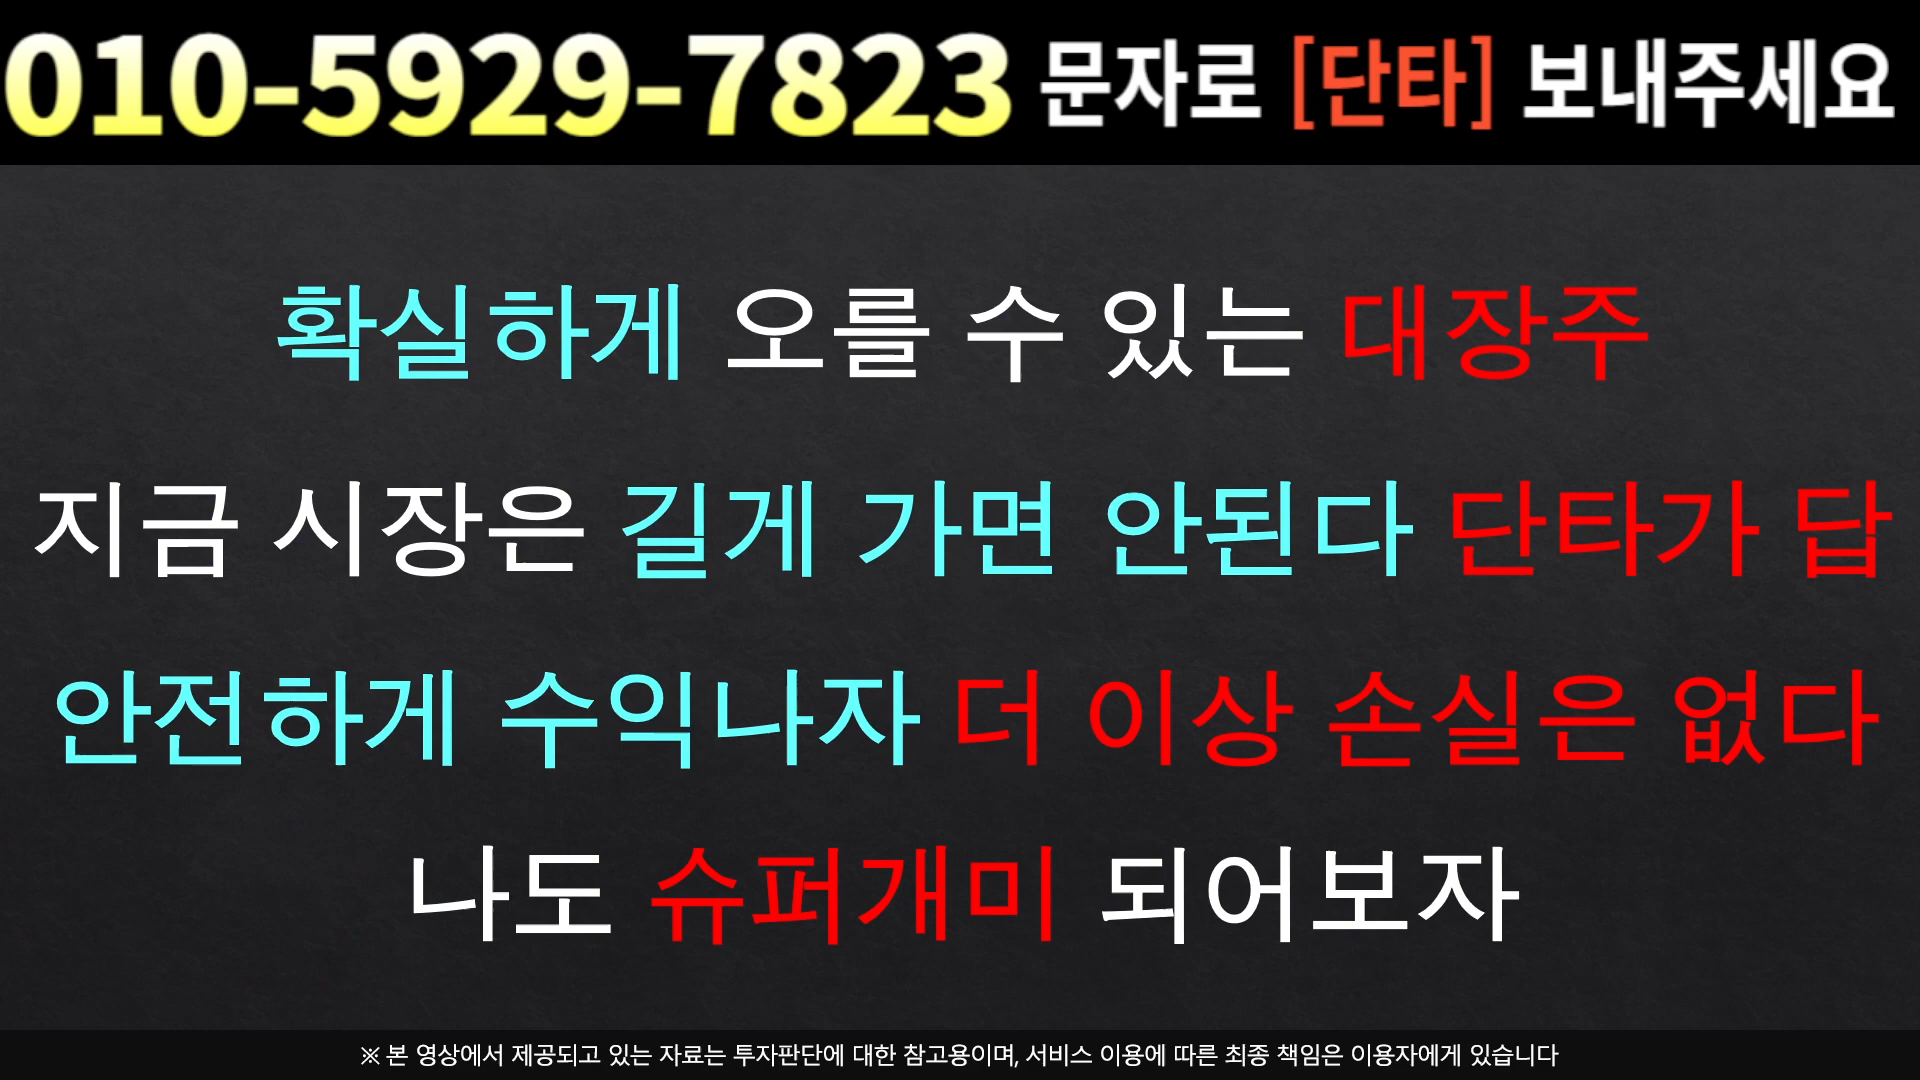 010-5929-7823 문자로 [단타] 보내주세요
확실하게 오를 수 있는 대장주
지금 시장은 길게 가면 안된다 단타가 답
안전하게 수익나자 더 이상 손실은 없다
나도 슈퍼개미 되어보자
※ 본 영상에서 제공되고 있는 자료는 투자판단에 대한 참고용이며, 서비스 이용에 따른 최종 책임은 이용자에게 있습니다